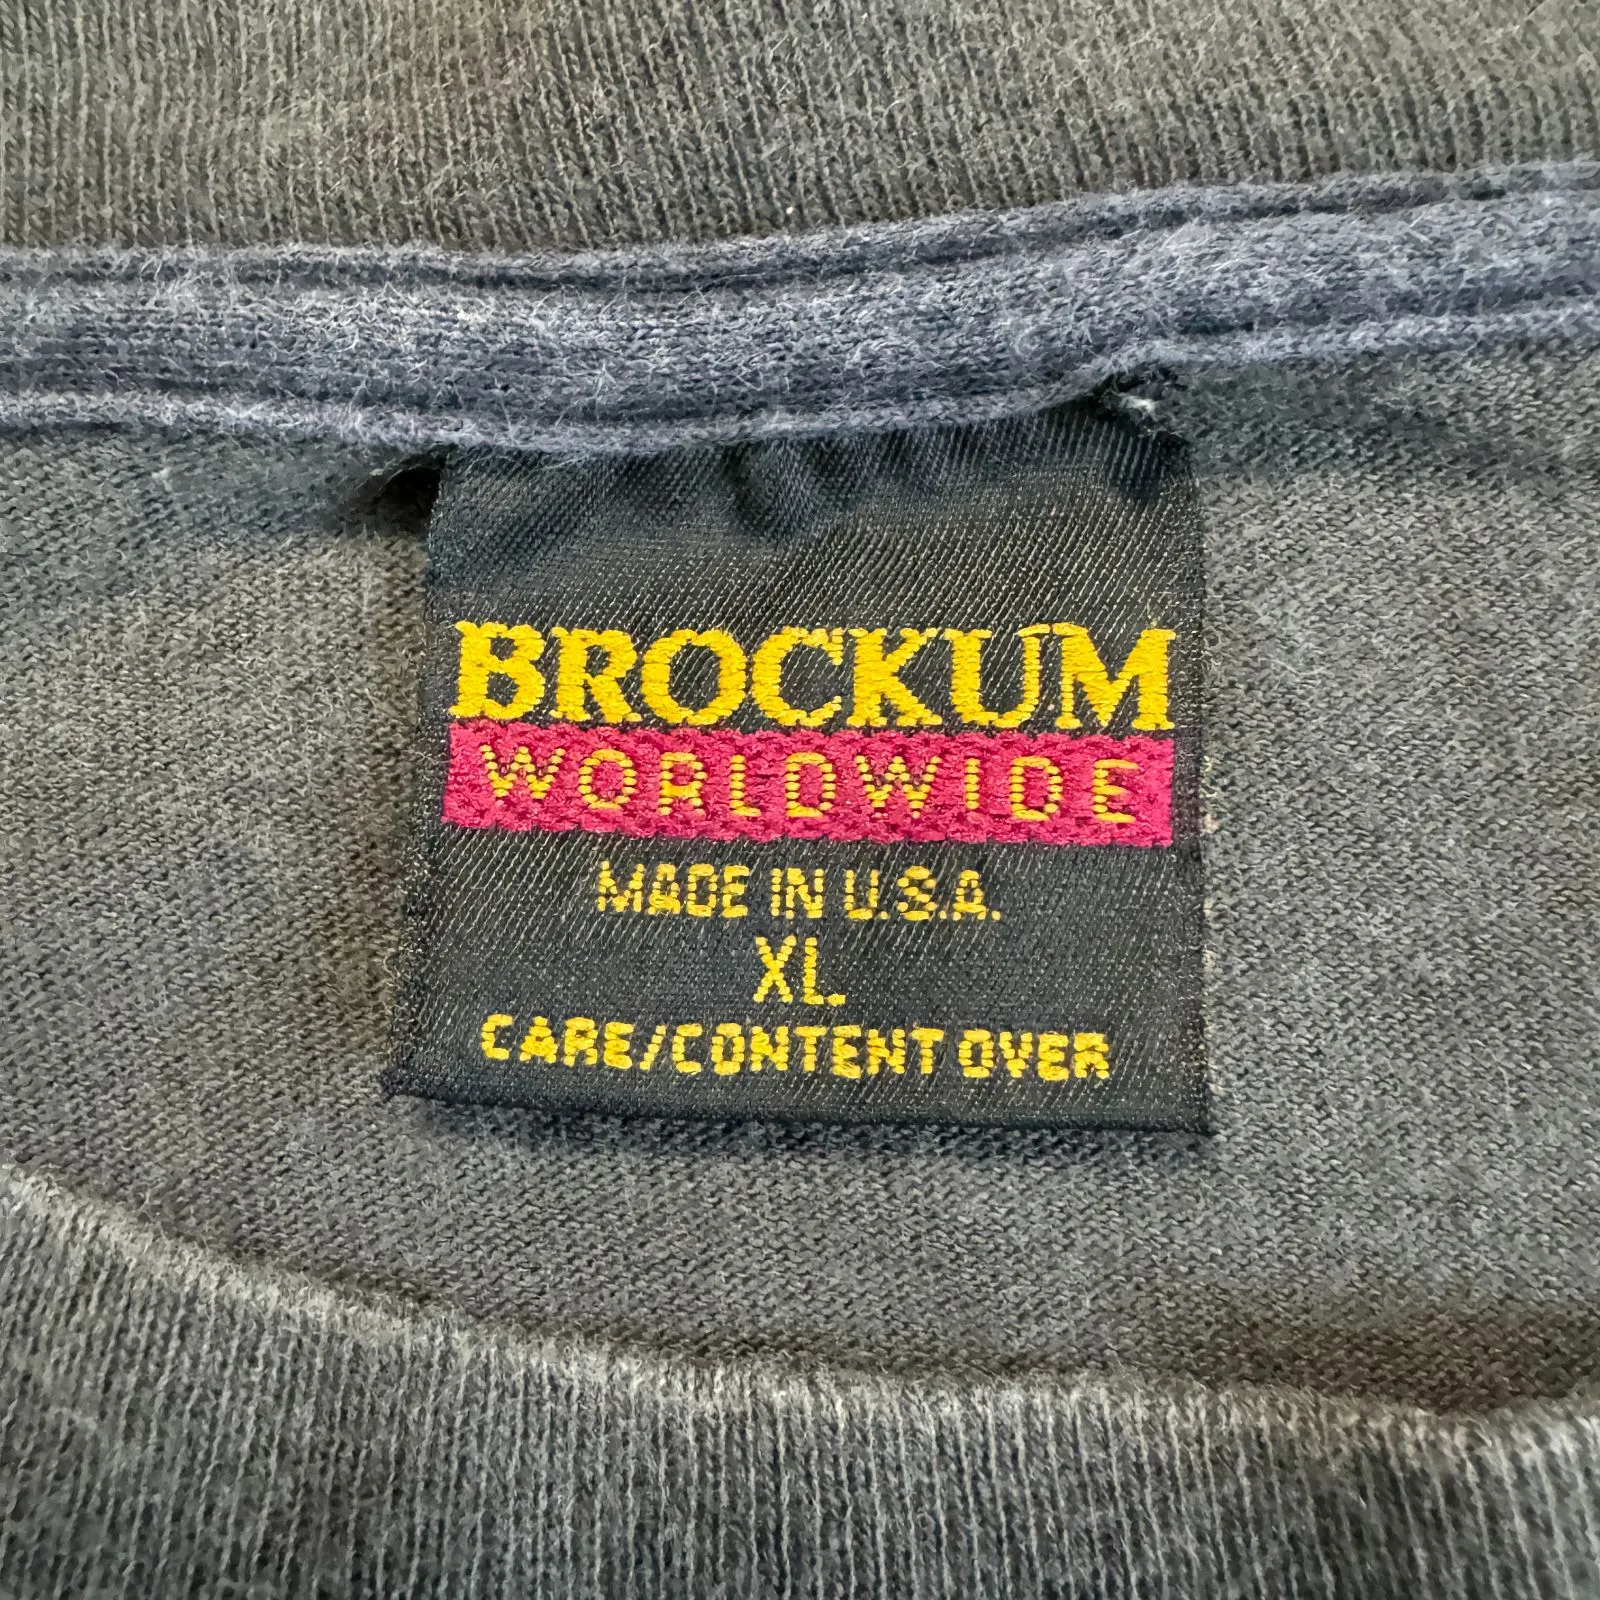 BROCKUM
WORLDWIDE
MADE IN U.S.A.
XL
CARE/CONTENT OVER